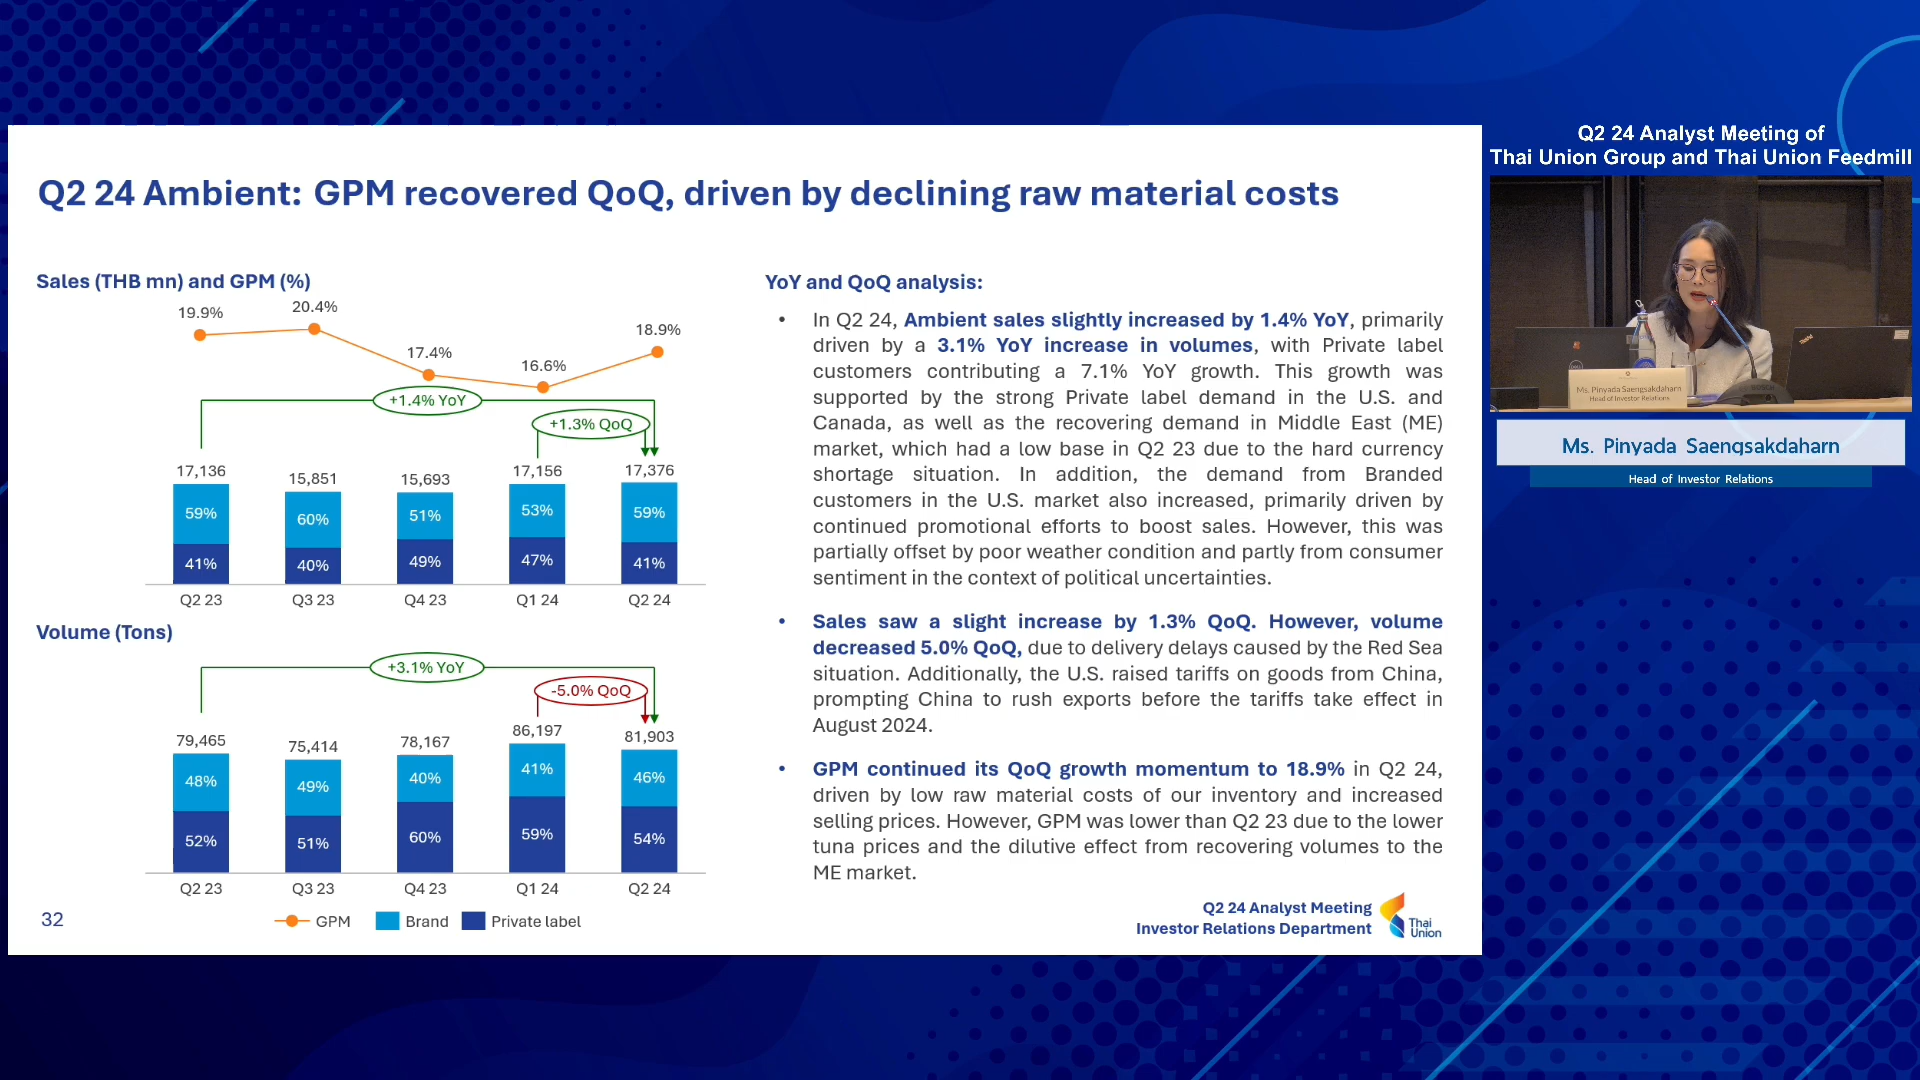 Q2 24 Analyst Meeting of
Thai Union Group and Thai Union Feedmill
Q2 24 Ambient: GPM recovered QoQ, driven by declining raw material costs
Sales (THB mn) and GPM (%)
19.9%
20.4%
17.4%
16.6%
18.9%
+1.4% YoY
+1.3% QoQ
17,136
15,851
15,693
17,156
17,376
59%
60%
51%
53%
59%
41%
40%
49%
47%
41%
Q2 23
Q3 23
Q4 23
Q1 24
Q2 24
Volume (Tons)
+3.1% YoY
-5.0% QoQ
79,465
75,414
78,167
86,197
81,903
48%
49%
40%
41%
46%
52%
51%
60%
59%
54%
Q2 23
Q3 23
Q4 23
Q1 24
Q2 24
GPM
Brand
Private label
32
YoY and QoQ analysis:
• In Q2 24, Ambient sales slightly increased by 1.4% YoY, primarily
driven by a 3.1% YoY increase in volumes, with Private label
customers contributing a 7.1% YoY growth. This growth was
supported by the strong Private label demand in the U.S. and
Canada, as well as the recovering demand in Middle East (ME)
market, which had a low base in Q2 23 due to the hard currency
shortage situation. In addition, the demand from Branded
customers in the U.S. market also increased, primarily driven by
continued promotional efforts to boost sales. However, this was
partially offset by poor weather condition and partly from consumer
sentiment in the context of political uncertainties.
• Sales saw a slight increase by 1.3% QoQ. However, volume
decreased 5.0% QoQ, due to delivery delays caused by the Red Sea
situation. Additionally, the U.S. raised tariffs on goods from China,
prompting China to rush exports before the tariffs take effect in
August 2024.
• GPM continued its QoQ growth momentum to 18.9% in Q2 24,
driven by low raw material costs of our inventory and increased
selling prices. However, GPM was lower than Q2 23 due to the lower
tuna prices and the dilutive effect from recovering volumes to the
ME market.
Q2 24 Analyst Meeting
Investor Relations Department
Thai
Union
Ms. Pinyada Saengsakdaharn
Head of Investor Relations
ThinkPad
Ms. Pinyada Saengsakdaharn
Head of Investor Relations